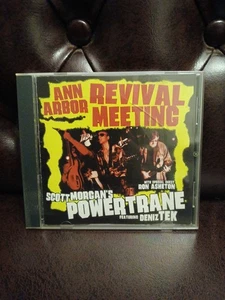 ANN ARBOR REVIVAL MEETING
WITH SPECIAL GUEST
RON ASHETON
SCOTT MORGAN'S
POWERTRANE
FEATURING DENIZ TEK